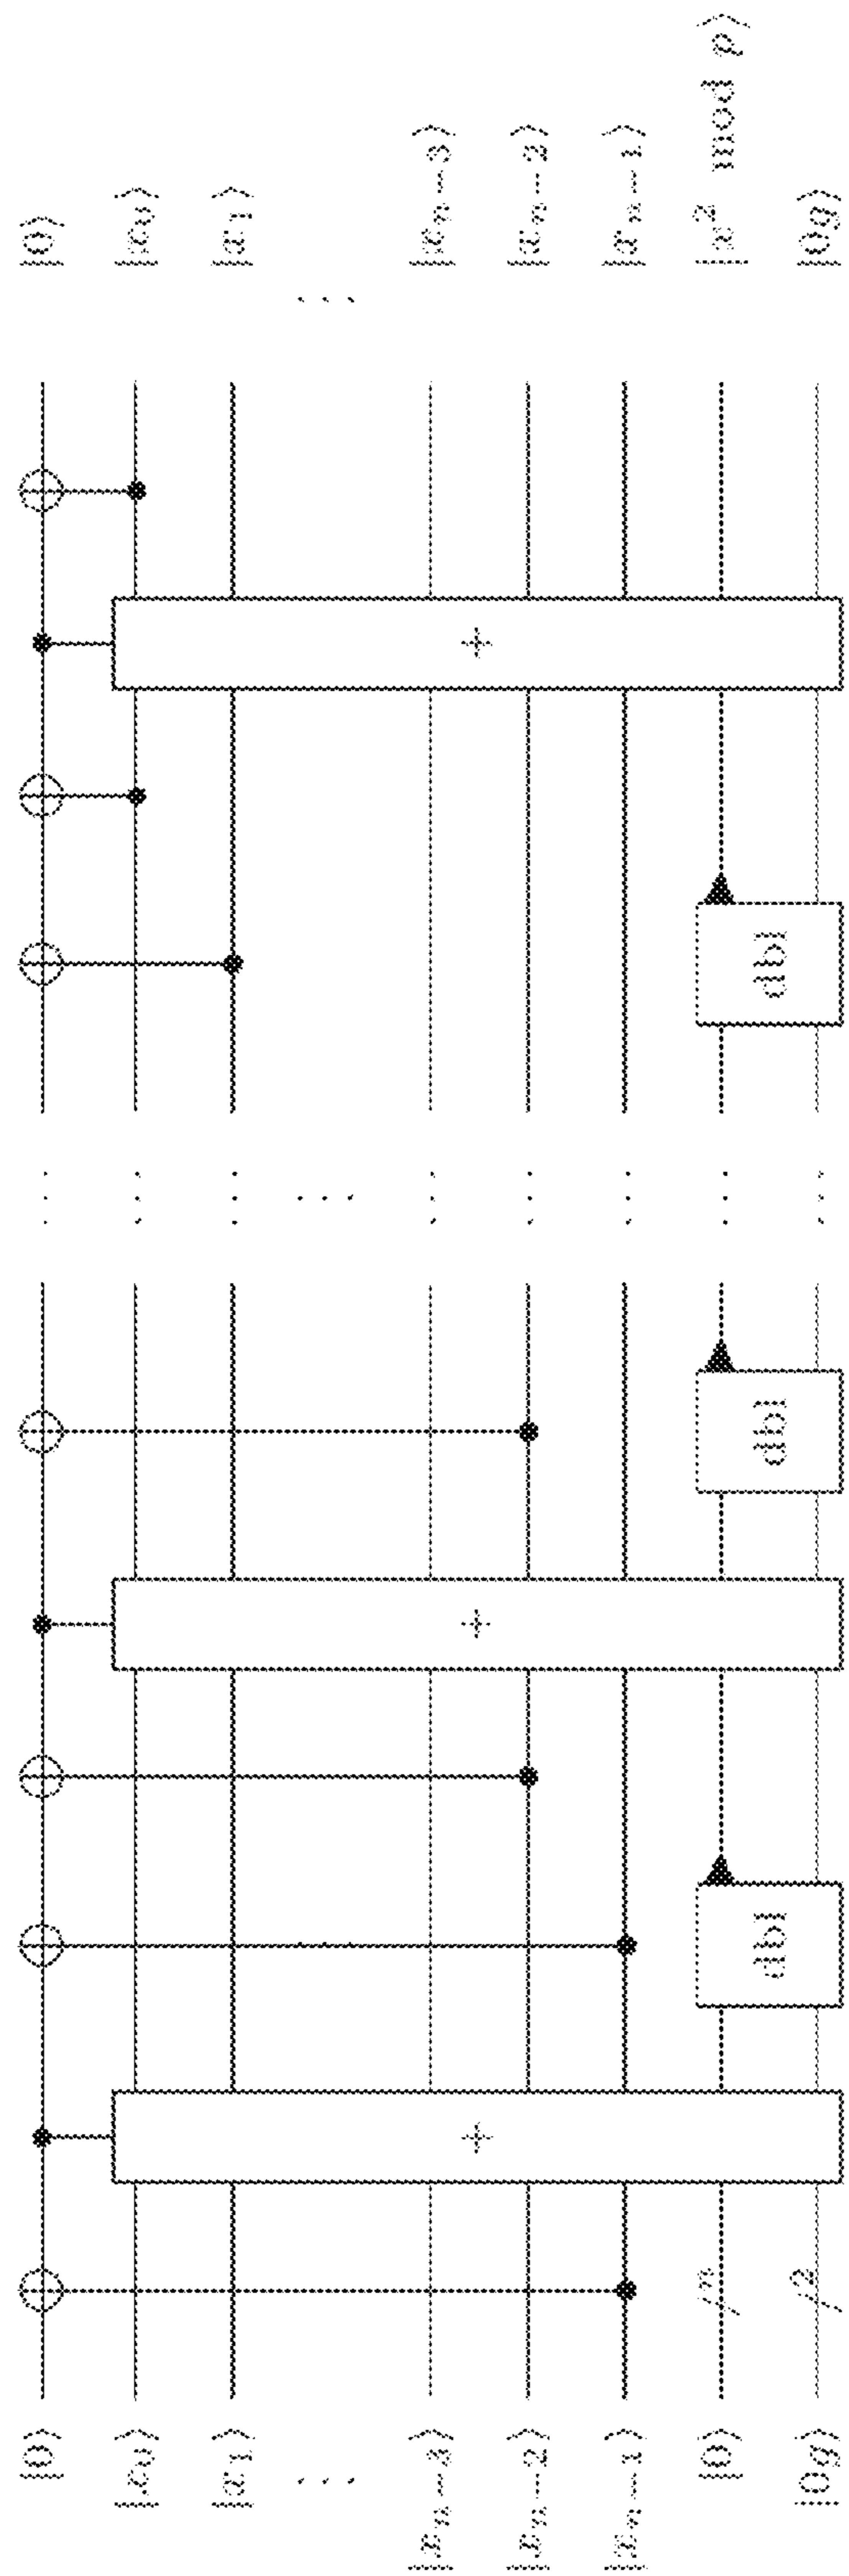 |0⟩ |0⟩
|x₀⟩ |x₀⟩
|x₁⟩ |x₁⟩
... ... ... ...
|xₙ₋₃⟩ + + + |xₙ₋₃⟩
|xₙ₋₂⟩ |xₙ₋₂⟩
|xₙ₋₁⟩ |xₙ₋₁⟩
|0⟩ n |x² mod p⟩
dbl dbl dbl
|0g⟩ 2 |0g⟩